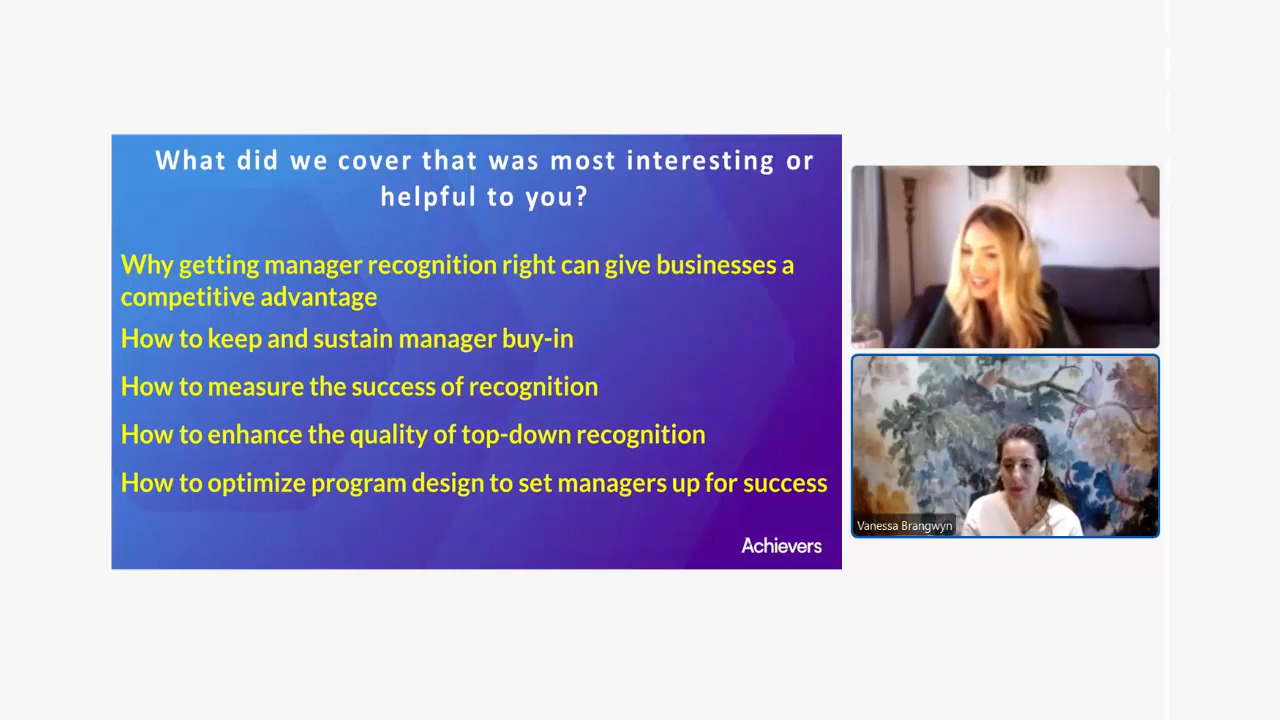 What did we cover that was most interesting or
helpful to you?
Why getting manager recognition right can give businesses a
competitive advantage
How to keep and sustain manager buy-in
How to measure the success of recognition
How to enhance the quality of top-down recognition
How to optimize program design to set managers up for success
Achievers
Vanessa Brangwyn